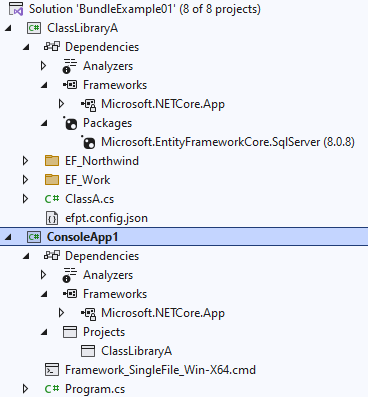 Solution 'BundleExample01' (8 of 8 projects)
C# ClassLibraryA
Dependencies
Analyzers
Frameworks
Microsoft.NETCore.App
Packages
Microsoft.EntityFrameworkCore.SqlServer (8.0.8)
EF_Northwind
EF_Work
C# ClassA.cs
efpt.config.json
C# ConsoleApp1
Dependencies
Analyzers
Frameworks
Microsoft.NETCore.App
Projects
ClassLibraryA
Framework_SingleFile_Win-X64.cmd
C# Program.cs